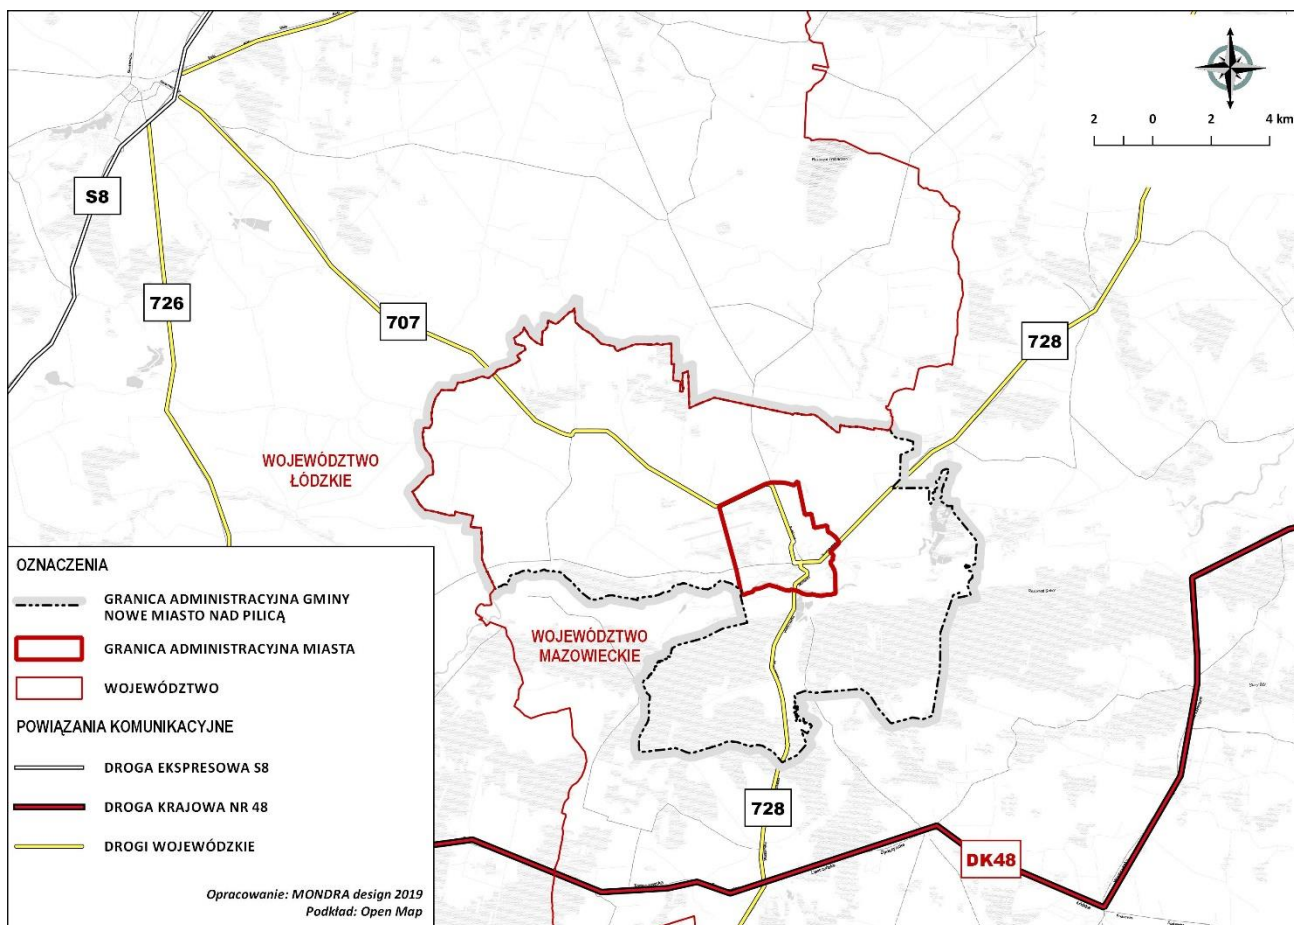 2 0 2 4 km
S8
726
707
728
WOJEWÓDZTWO
ŁÓDZKIE
WOJEWÓDZTWO
MAZOWIECKIE
728
DK48
OZNACZENIA
GRANICA ADMINISTRACYJNA GMINY
NOWE MIASTO NAD PILICĄ
GRANICA ADMINISTRACYJNA MIASTA
WOJEWÓDZTWO
POWIĄZANIA KOMUNIKACYJNE
DROGA EKSPRESOWA S8
DROGA KRAJOWA NR 48
DROGI WOJEWÓDZKIE
Opracowanie: MONDRA design 2019
Podkład: Open Map